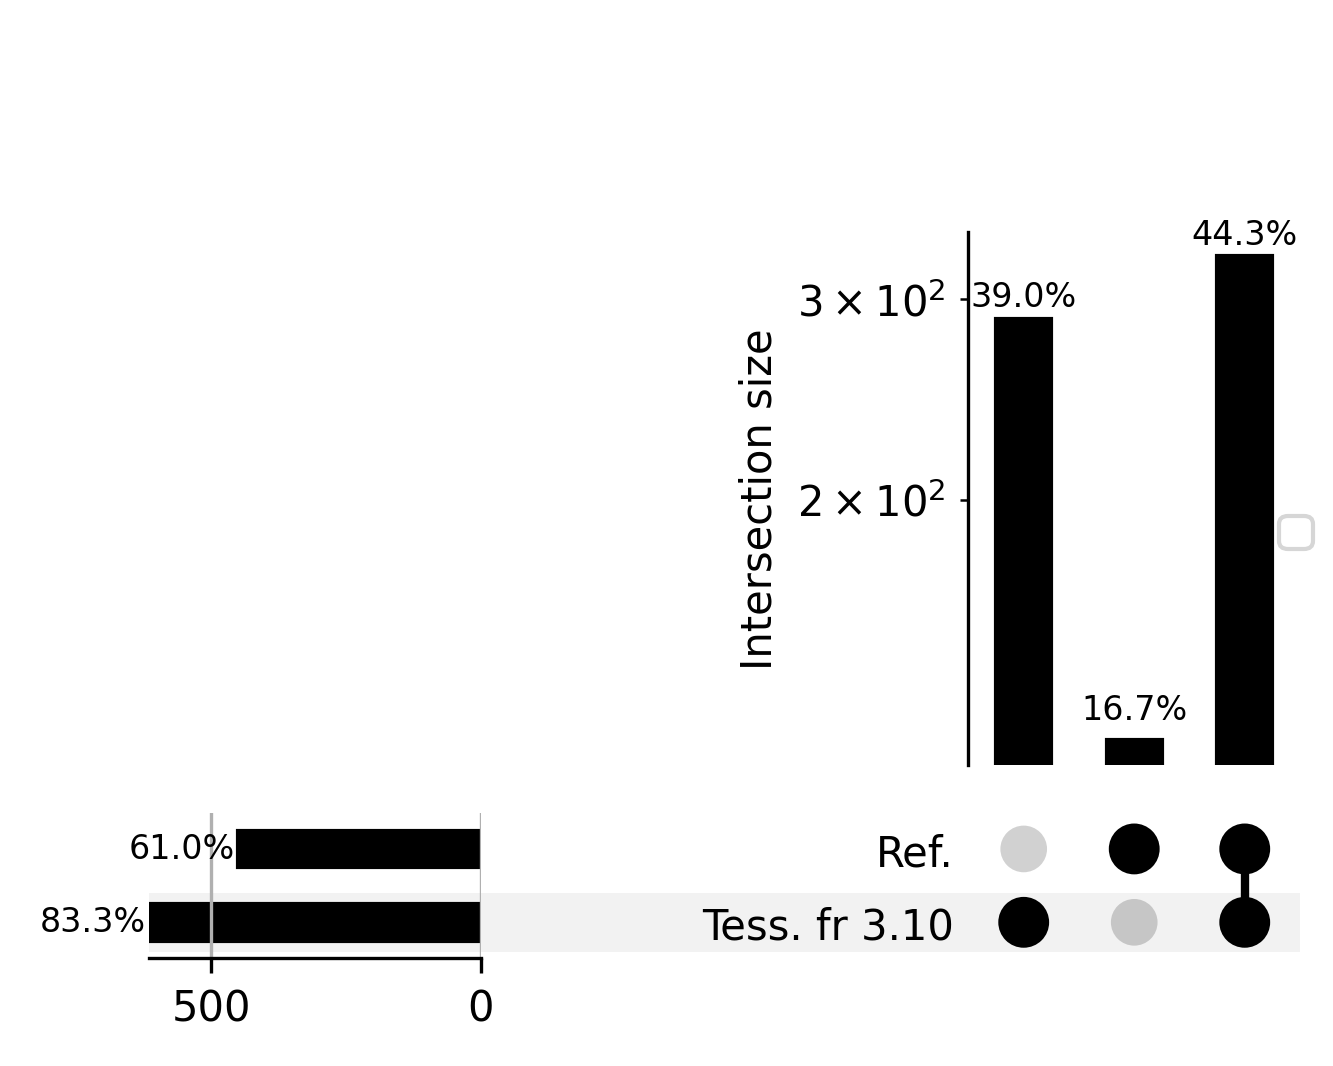 44.3%
3 × 10²
39.0%
Intersection size
2 × 10²
16.7%
61.0%
Ref.
83.3%
Tess. fr 3.10
500
0